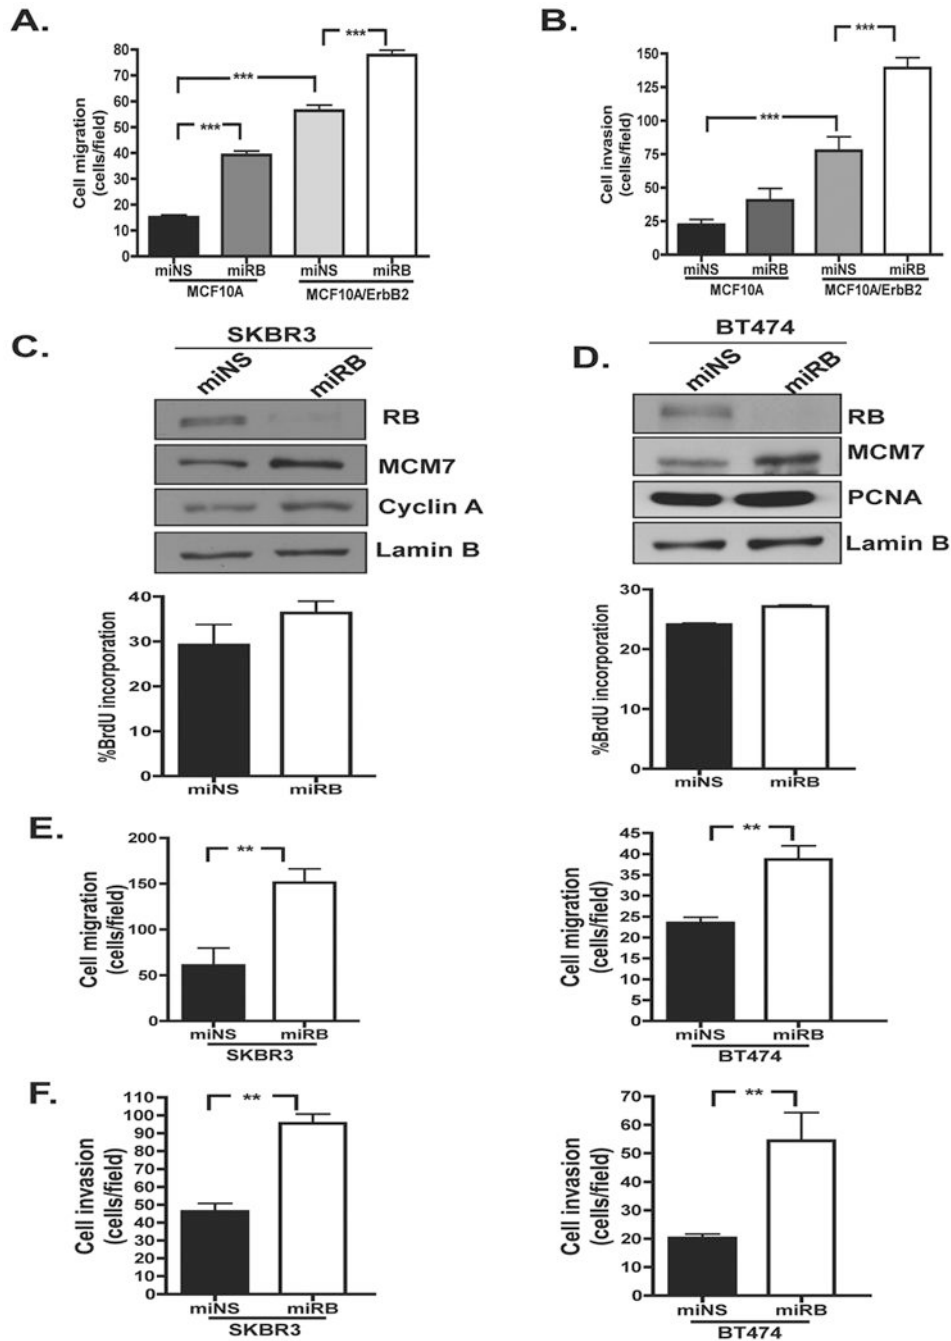 A.
***
***
***
Cell migration
(cells/field)
80
70
60
50
40
30
20
10
0
miNS miRB miNS miRB
MCF10A MCF10A/ErbB2
B.
***
***
Cell invasion
(cells/field)
150
125
100
75
50
25
0
miNS miRB miNS miRB
MCF10A MCF10A/ErbB2
C.
SKBR3
miNS miRB
RB
MCM7
Cyclin A
Lamin B
%BrdU incorporation
40
30
20
10
0
miNS miRB
D.
BT474
miNS miRB
RB
MCM7
PCNA
Lamin B
%BrdU incorporation
30
20
10
0
miNS miRB
E.
**
Cell migration
(cells/field)
200
150
100
50
0
miNS miRB
SKBR3
**
Cell migration
(cells/field)
45
40
35
30
25
20
15
10
5
0
miNS miRB
BT474
F.
**
Cell invasion
(cells/field)
110
100
90
80
70
60
50
40
30
20
10
0
miNS miRB
SKBR3
**
Cell invasion
(cells/field)
70
60
50
40
30
20
10
0
miNS miRB
BT474